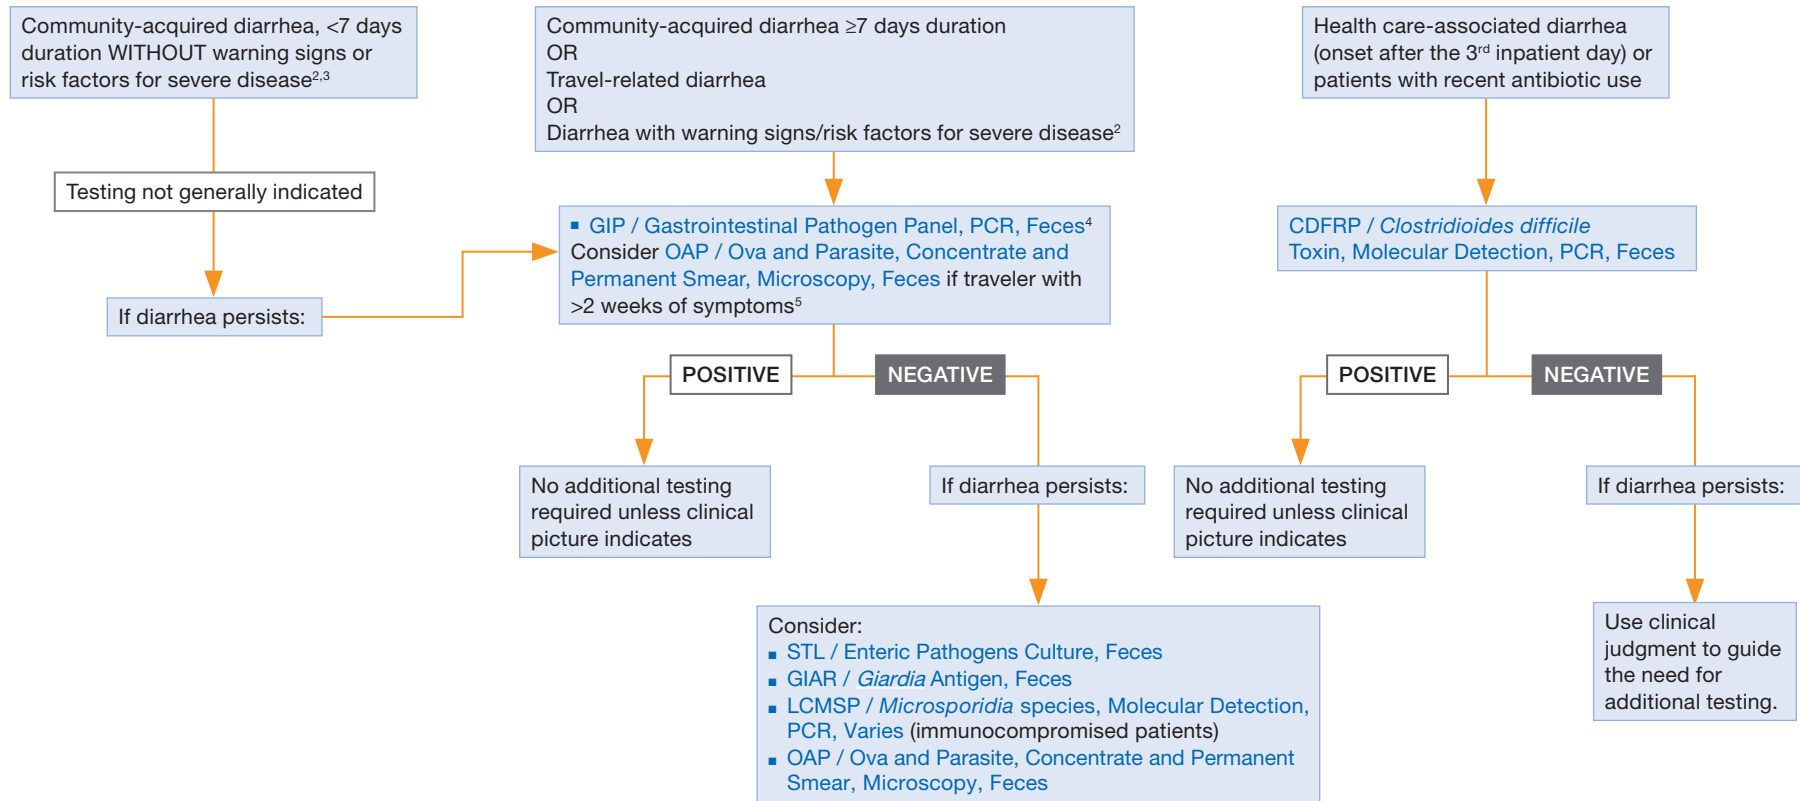 Community-acquired diarrhea, <7 days
duration WITHOUT warning signs or
risk factors for severe disease2,3
Testing not generally indicated
If diarrhea persists:
Community-acquired diarrhea ≥7 days duration
OR
Travel-related diarrhea
OR
Diarrhea with warning signs/risk factors for severe disease2
▪ GIP / Gastrointestinal Pathogen Panel, PCR, Feces4
Consider OAP / Ova and Parasite, Concentrate and
Permanent Smear, Microscopy, Feces if traveler with
>2 weeks of symptoms5
POSITIVE
NEGATIVE
No additional testing
required unless clinical
picture indicates
If diarrhea persists:
Consider:
▪ STL / Enteric Pathogens Culture, Feces
▪ GIAR / Giardia Antigen, Feces
▪ LCMSP / Microsporidia species, Molecular Detection,
PCR, Varies (immunocompromised patients)
▪ OAP / Ova and Parasite, Concentrate and Permanent
Smear, Microscopy, Feces
Health care-associated diarrhea
(onset after the 3rd inpatient day) or
patients with recent antibiotic use
CDFRP / Clostridioides difficile
Toxin, Molecular Detection, PCR, Feces
POSITIVE
NEGATIVE
No additional testing
required unless clinical
picture indicates
If diarrhea persists:
Use clinical
judgment to guide
the need for
additional testing.